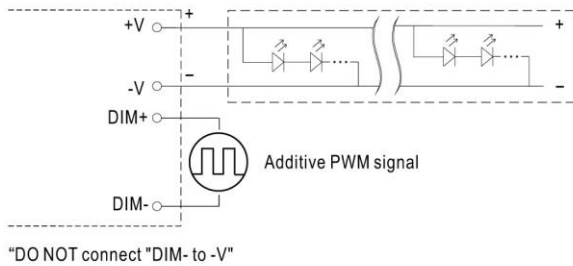 +V
+
+
-V
−
−
DIM+
Additive PWM signal
DIM-
"DO NOT connect "DIM- to -V"